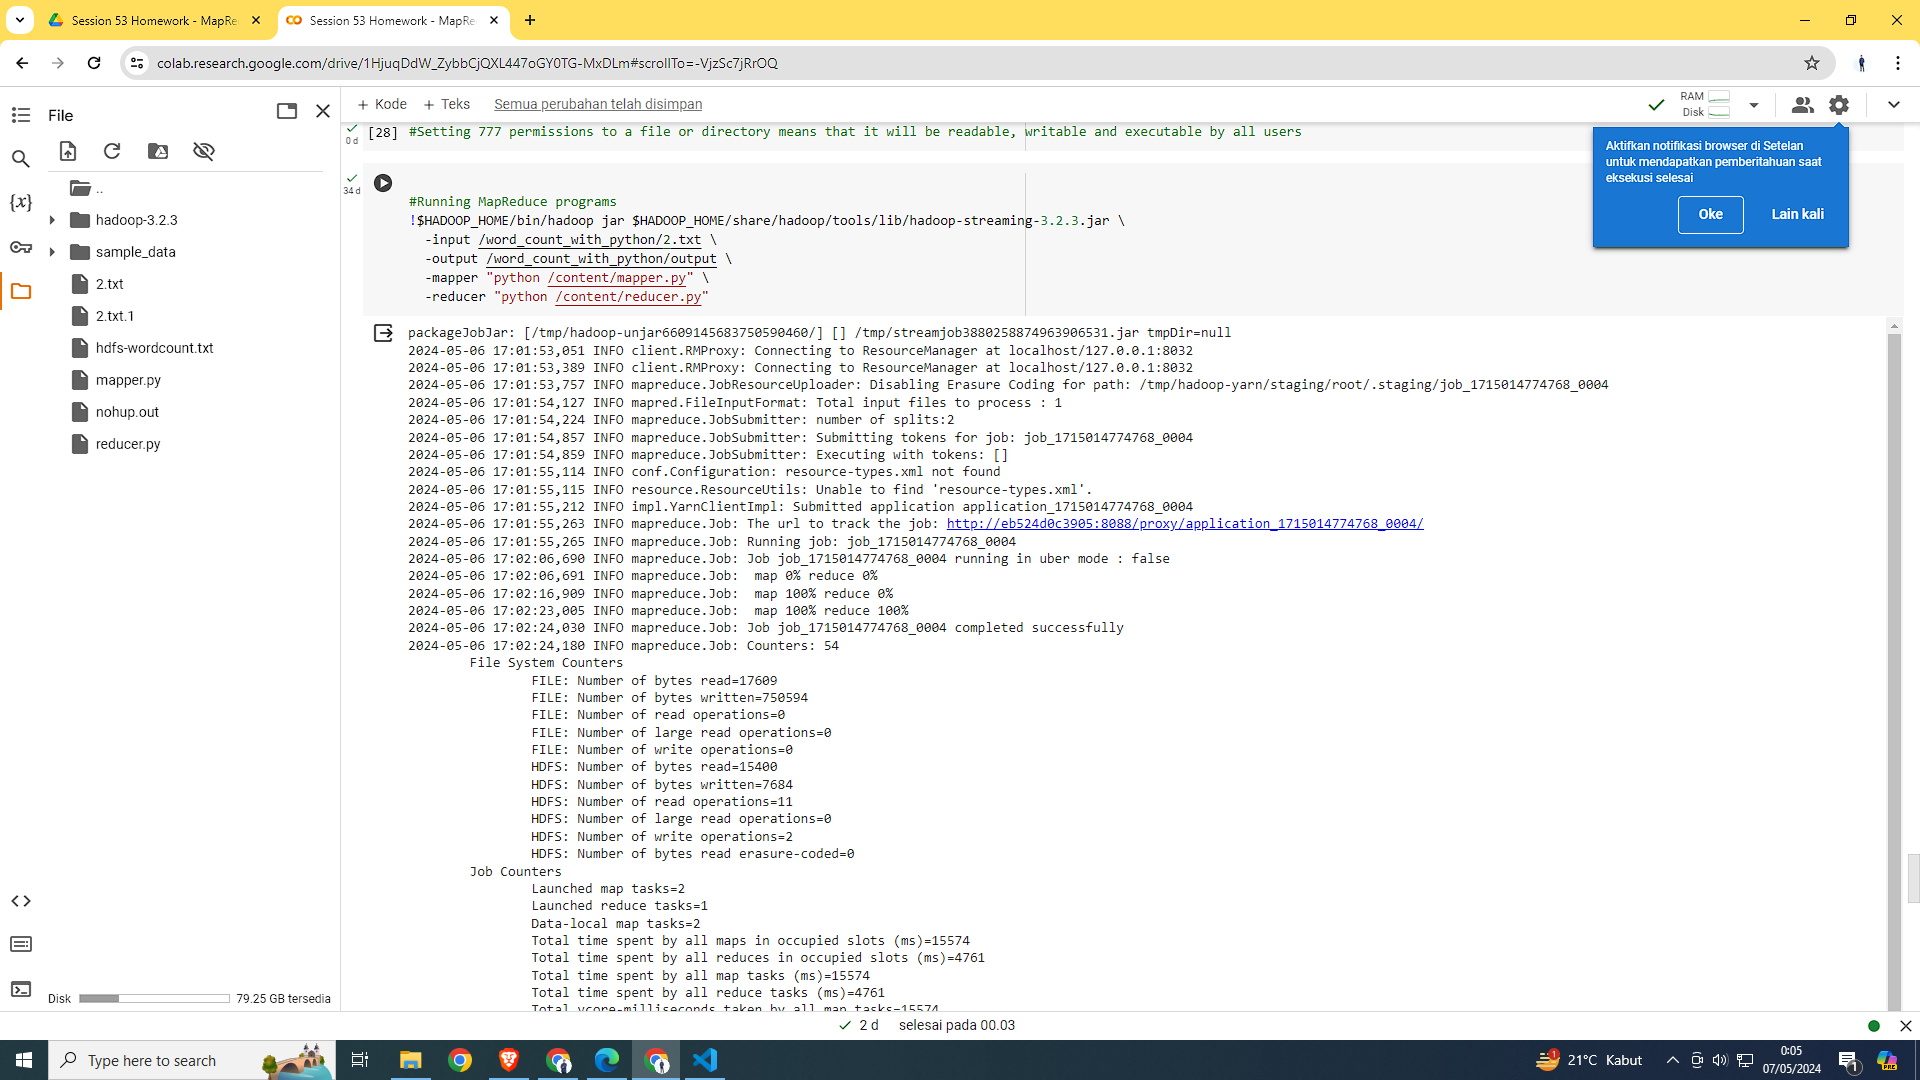 Session 53 Homework - MapRe
Session 53 Homework - MapRe
colab.research.google.com/drive/1HjuqDdW_ZybbCjQXL447oGY0TG-MxDLm#scrollTo=-VjzSc7jRrOQ
File
+ Kode + Teks Semua perubahan telah disimpan
RAM
Disk
Aktifkan notifikasi browser di Setelan
untuk mendapatkan pemberitahuan saat
eksekusi selesai
Oke Lain kali
..
hadoop-3.2.3
sample_data
2.txt
2.txt.1
hdfs-wordcount.txt
mapper.py
nohup.out
reducer.py
Disk 79.25 GB tersedia
0 d
[28] #Setting 777 permissions to a file or directory means that it will be readable, writable and executable by all users
34 d
#Running MapReduce programs
!$HADOOP_HOME/bin/hadoop jar $HADOOP_HOME/share/hadoop/tools/lib/hadoop-streaming-3.2.3.jar \
-input /word_count_with_python/2.txt \
-output /word_count_with_python/output \
-mapper "python /content/mapper.py" \
-reducer "python /content/reducer.py"
packageJobJar: [/tmp/hadoop-unjar6609145683750590460/] [] /tmp/streamjob3880258874963906531.jar tmpDir=null
2024-05-06 17:01:53,051 INFO client.RMProxy: Connecting to ResourceManager at localhost/127.0.0.1:8032
2024-05-06 17:01:53,389 INFO client.RMProxy: Connecting to ResourceManager at localhost/127.0.0.1:8032
2024-05-06 17:01:53,757 INFO mapreduce.JobResourceUploader: Disabling Erasure Coding for path: /tmp/hadoop-yarn/staging/root/.staging/job_1715014774768_0004
2024-05-06 17:01:54,127 INFO mapred.FileInputFormat: Total input files to process : 1
2024-05-06 17:01:54,224 INFO mapreduce.JobSubmitter: number of splits:2
2024-05-06 17:01:54,857 INFO mapreduce.JobSubmitter: Submitting tokens for job: job_1715014774768_0004
2024-05-06 17:01:54,859 INFO mapreduce.JobSubmitter: Executing with tokens: []
2024-05-06 17:01:55,114 INFO conf.Configuration: resource-types.xml not found
2024-05-06 17:01:55,115 INFO resource.ResourceUtils: Unable to find 'resource-types.xml'.
2024-05-06 17:01:55,212 INFO impl.YarnClientImpl: Submitted application application_1715014774768_0004
2024-05-06 17:01:55,263 INFO mapreduce.Job: The url to track the job: http://eb524d0c3905:8088/proxy/application_1715014774768_0004/
2024-05-06 17:01:55,265 INFO mapreduce.Job: Running job: job_1715014774768_0004
2024-05-06 17:02:06,690 INFO mapreduce.Job: Job job_1715014774768_0004 running in uber mode : false
2024-05-06 17:02:06,691 INFO mapreduce.Job: map 0% reduce 0%
2024-05-06 17:02:16,909 INFO mapreduce.Job: map 100% reduce 0%
2024-05-06 17:02:23,005 INFO mapreduce.Job: map 100% reduce 100%
2024-05-06 17:02:24,030 INFO mapreduce.Job: Job job_1715014774768_0004 completed successfully
2024-05-06 17:02:24,180 INFO mapreduce.Job: Counters: 54
File System Counters
FILE: Number of bytes read=17609
FILE: Number of bytes written=750594
FILE: Number of read operations=0
FILE: Number of large read operations=0
FILE: Number of write operations=0
HDFS: Number of bytes read=15400
HDFS: Number of bytes written=7684
HDFS: Number of read operations=11
HDFS: Number of large read operations=0
HDFS: Number of write operations=2
HDFS: Number of bytes read erasure-coded=0
Job Counters
Launched map tasks=2
Launched reduce tasks=1
Data-local map tasks=2
Total time spent by all maps in occupied slots (ms)=15574
Total time spent by all reduces in occupied slots (ms)=4761
Total time spent by all map tasks (ms)=15574
Total time spent by all reduce tasks (ms)=4761
Total vcore-milliseconds taken by all map tasks=15574
2 d selesai pada 00.03
Type here to search
21°C Kabut
0:05
07/05/2024